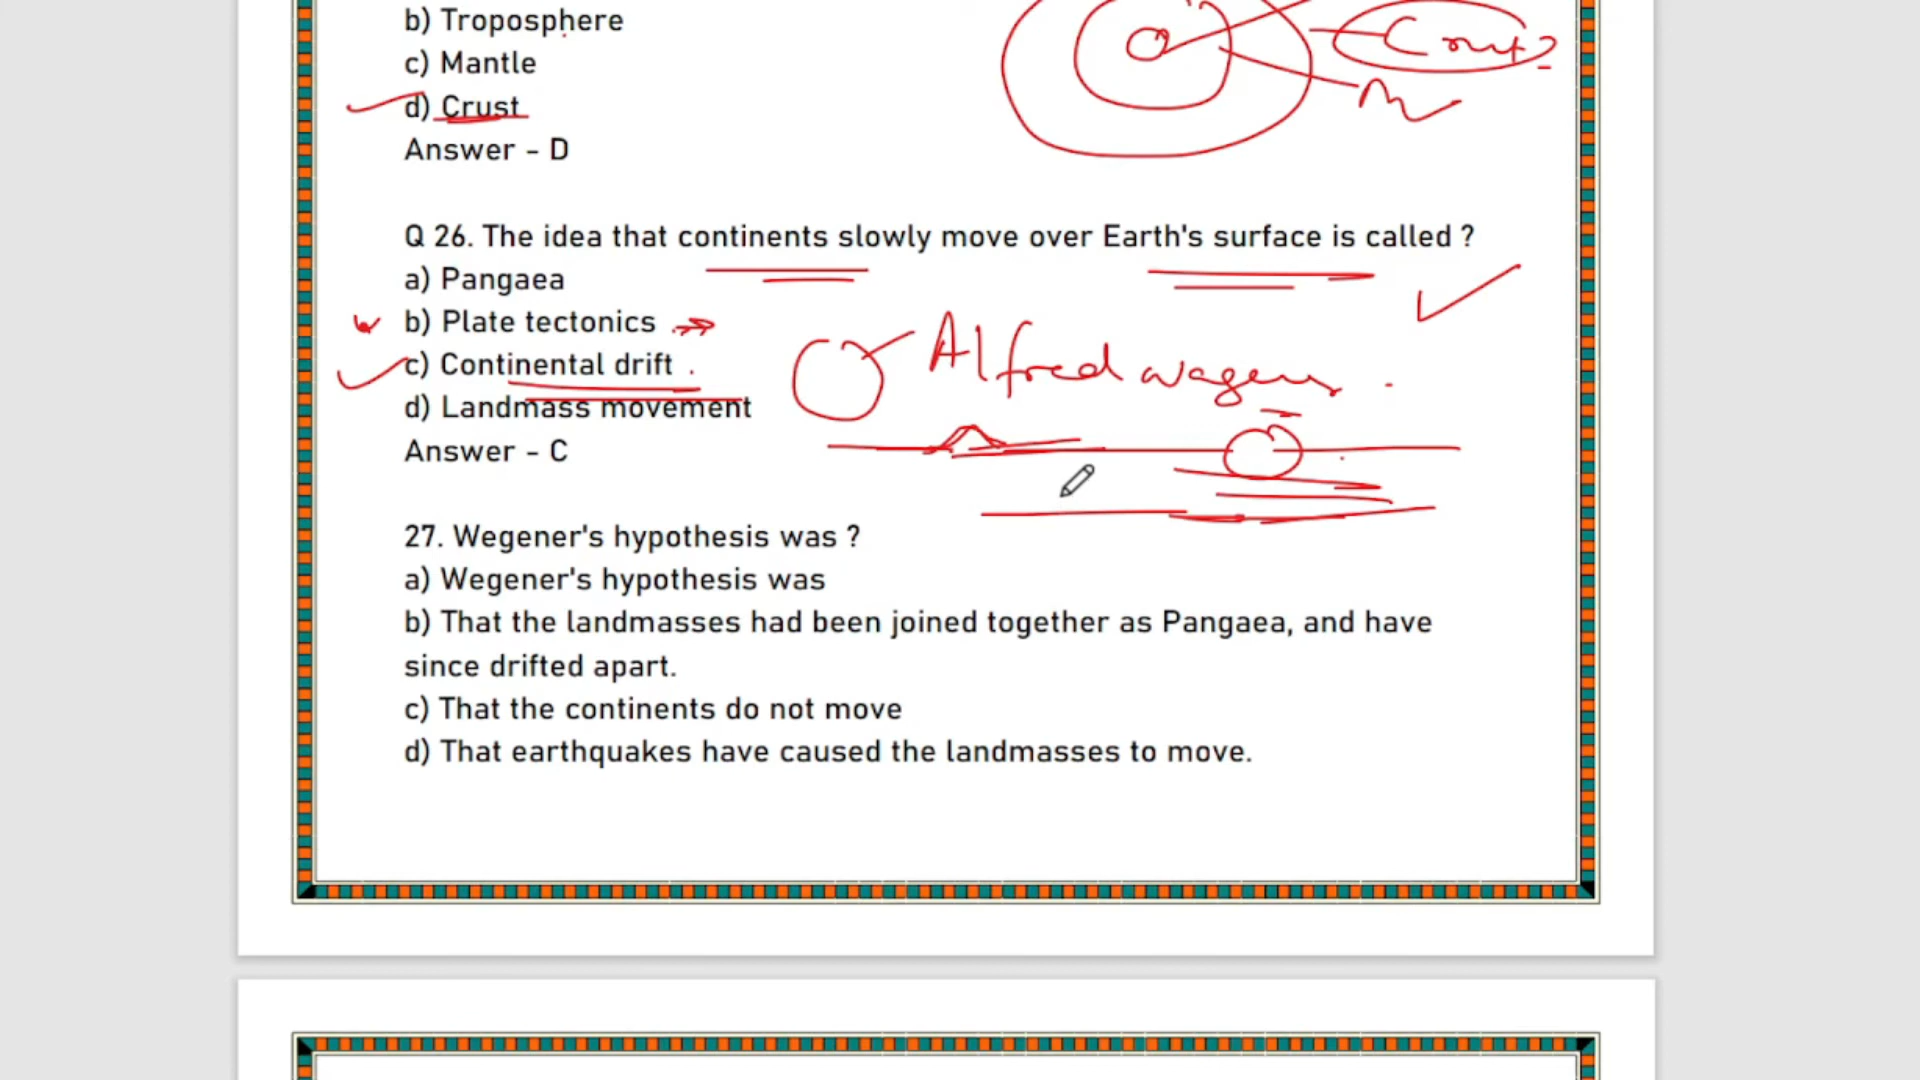 b) Troposphere
c) Mantle
d) Crust
Answer - D
Crust
M
Q 26. The idea that continents slowly move over Earth's surface is called ?
a) Pangaea
b) Plate tectonics
c) Continental drift
d) Landmass movement
Answer - C
Alfred
27. Wegener's hypothesis was ?
a) Wegener's hypothesis was
b) That the landmasses had been joined together as Pangaea, and have
since drifted apart.
c) That the continents do not move
d) That earthquakes have caused the landmasses to move.